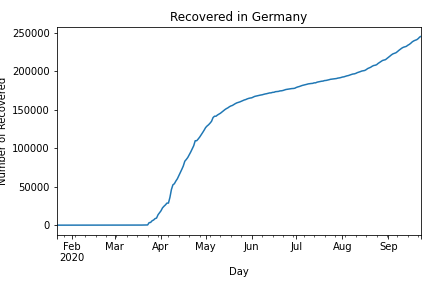 Recovered in Germany
Number of Recovered
250000
200000
150000
100000
50000
0
Feb Mar Apr May Jun Jul Aug Sep
2020
Day